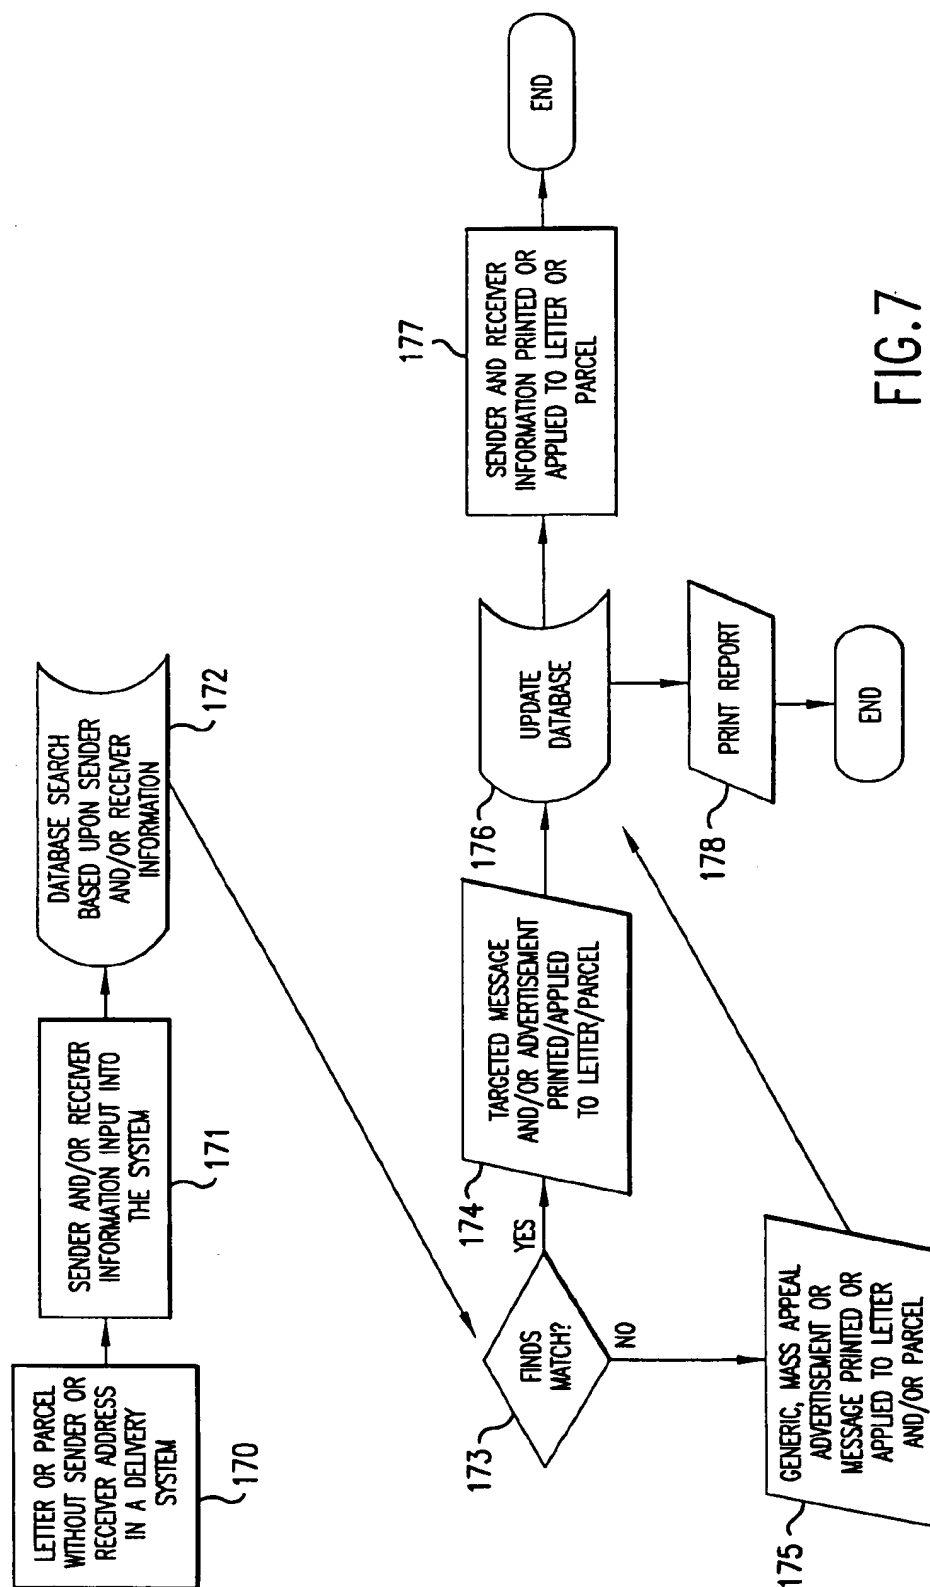 LETTER OR PARCEL
WITHOUT SENDER OR
RECEIVER ADDRESS
IN A DELIVERY
SYSTEM
170
SENDER AND/OR RECEIVER
INFORMATION INPUT INTO
THE SYSTEM
171
DATABASE SEARCH
BASED UPON SENDER
AND/OR RECEIVER
INFORMATION
172
FINDS
MATCH?
173
YES
NO
TARGETED MESSAGE
AND/OR ADVERTISEMENT
PRINTED/APPLIED
TO LETTER/PARCEL
174
GENERIC, MASS APPEAL
ADVERTISEMENT OR
MESSAGE PRINTED OR
APPLIED TO LETTER
AND/OR PARCEL
175
UPDATE
DATABASE
176
SENDER AND RECEIVER
INFORMATION PRINTED OR
APPLIED TO LETTER OR
PARCEL
177
END
PRINT REPORT
178
END
FIG.7